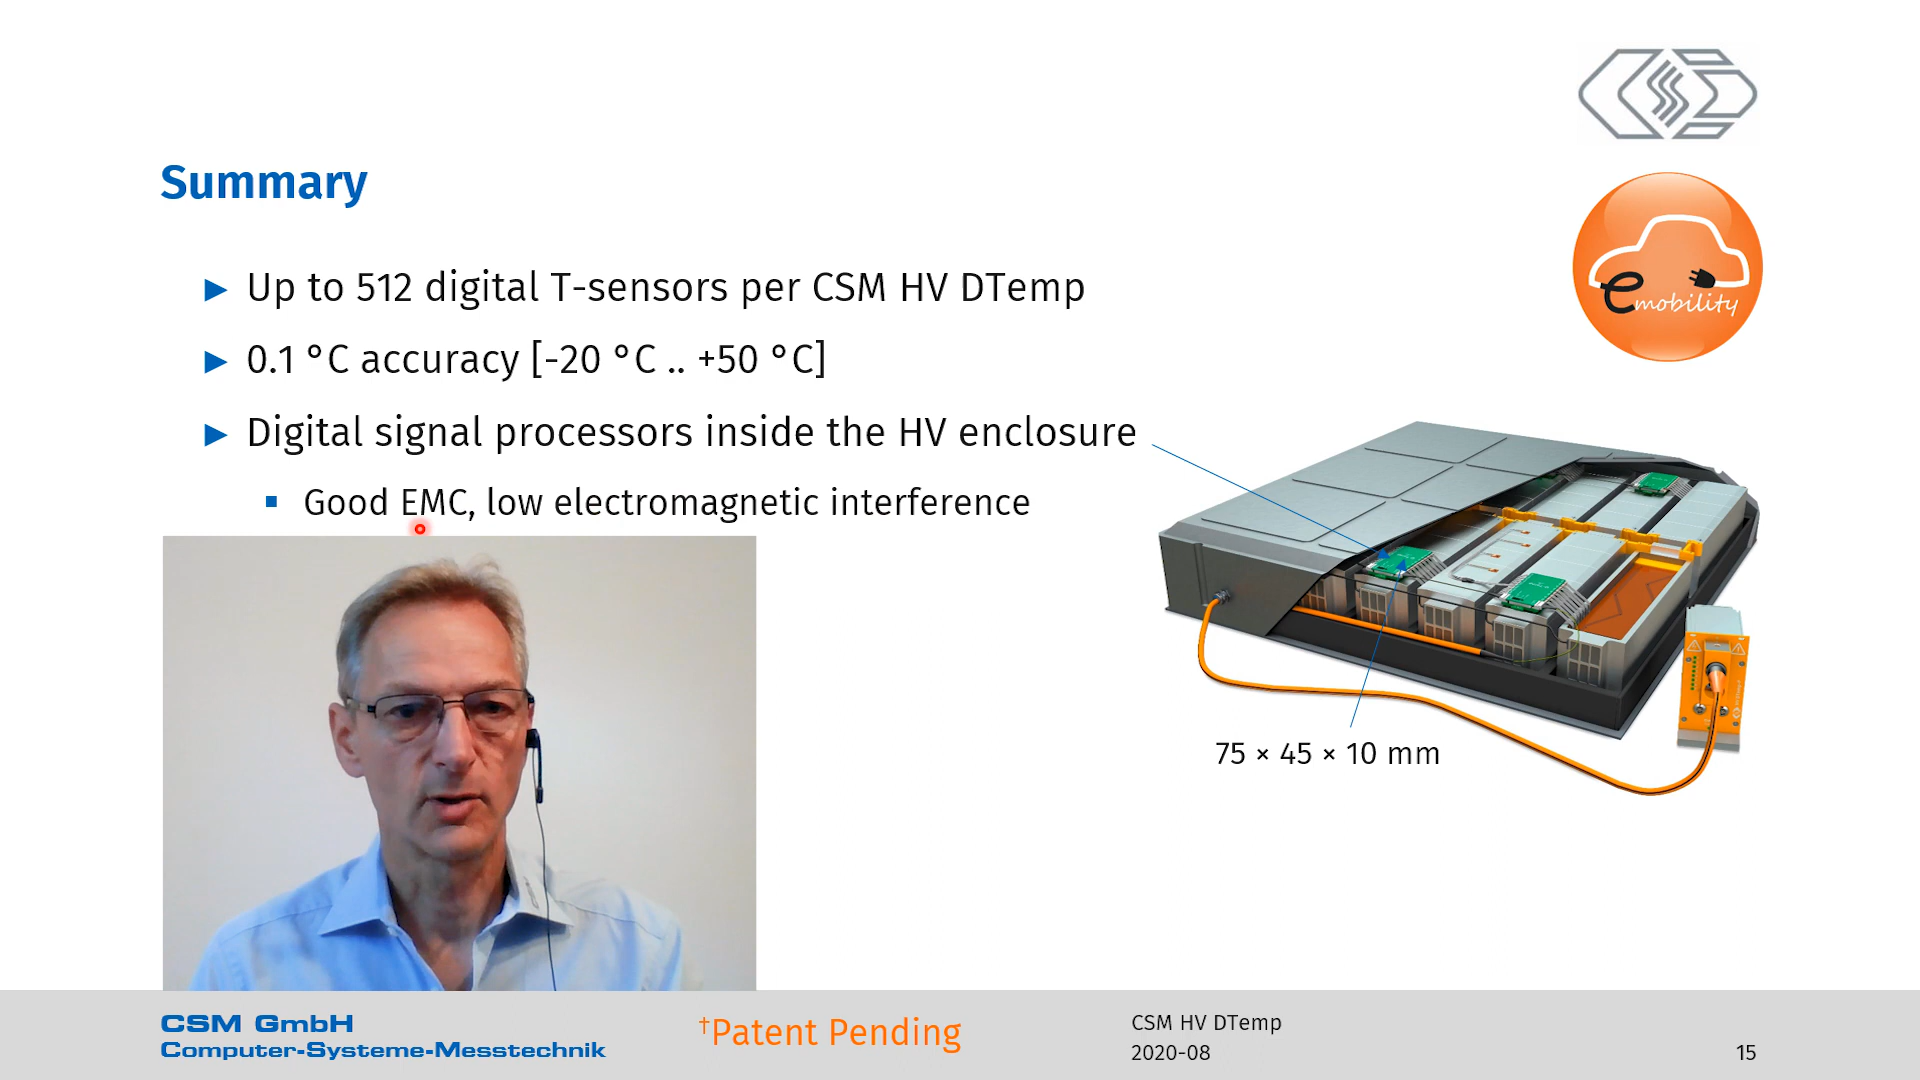 Summary
► Up to 512 digital T-sensors per CSM HV DTemp
► 0.1 °C accuracy [-20 °C .. +50 °C]
► Digital signal processors inside the HV enclosure
▪ Good EMC, low electromagnetic interference
e mobility
75 × 45 × 10 mm
CSM GmbH
Computer-Systeme-Messtechnik
†Patent Pending
CSM HV DTemp
2020-08
15